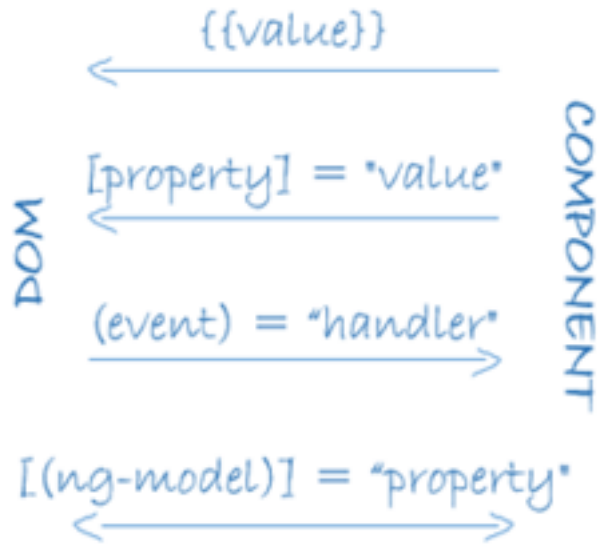 {{value}}
[property] = "value"
DOM
COMPONENT
(event) = "handler"
[(ng-model)] = "property"